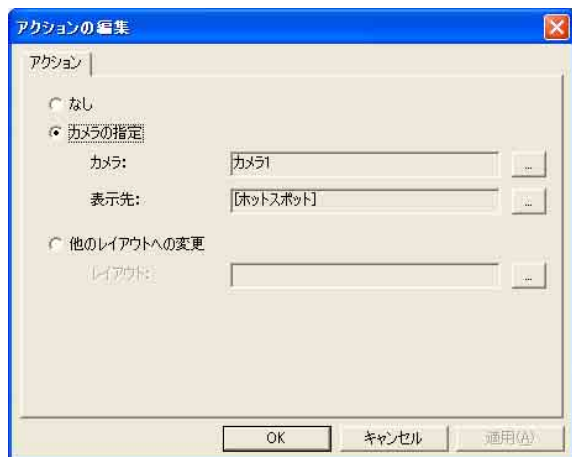 アクションの編集
アクション
なし
カメラの指定
カメラ: カメラ1 ...
表示先: [ホットスポット] ...
他のレイアウトへの変更
レイアウト: ...
OK キャンセル 適用(A)